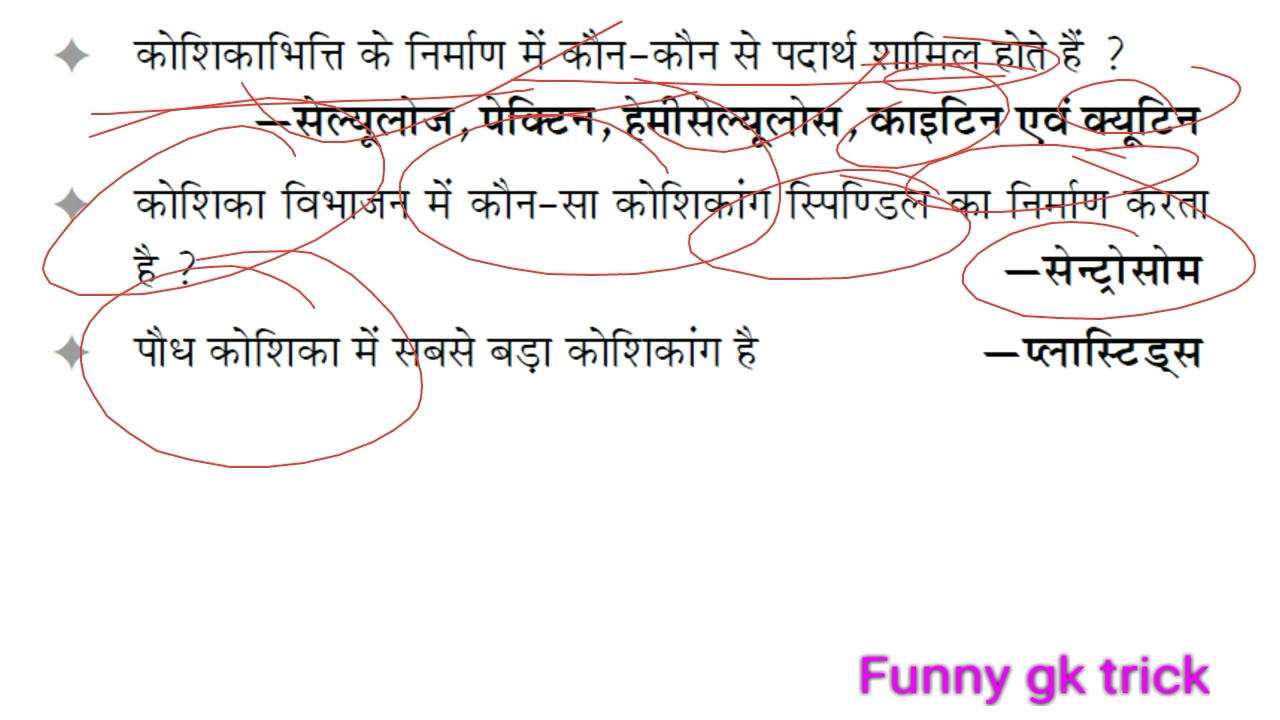 कोशिकाभित्ति के निर्माण में कौन-कौन से पदार्थ शामिल होते हैं ?
—सेल्यूलोज, पेक्टिन, हेमीसेल्यूलोस, काइटिन एवं क्यूटिन
कोशिका विभाजन में कौन-सा कोशिकांग स्पिण्डिल का निर्माण करता
है ? —सेन्ट्रोसोम
पौध कोशिका में सबसे बड़ा कोशिकांग है —प्लास्टिड्स
Funny gk trick